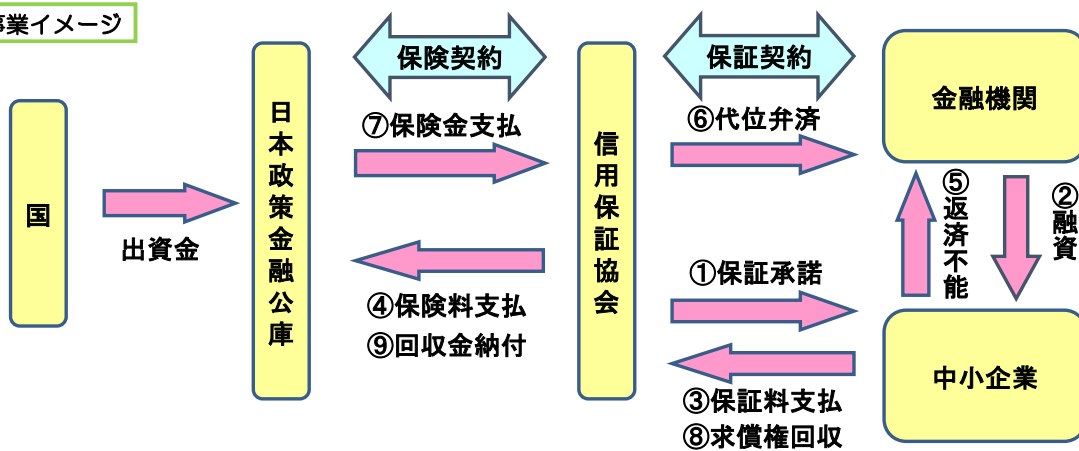 事業イメージ
国
出資金
日本政策金融公庫
保険契約
⑦保険金支払
④保険料支払
⑨回収金納付
信用保証協会
保証契約
⑥代位弁済
①保証承諾
③保証料支払
⑧求償権回収
金融機関
⑤返済不能
②融資
中小企業